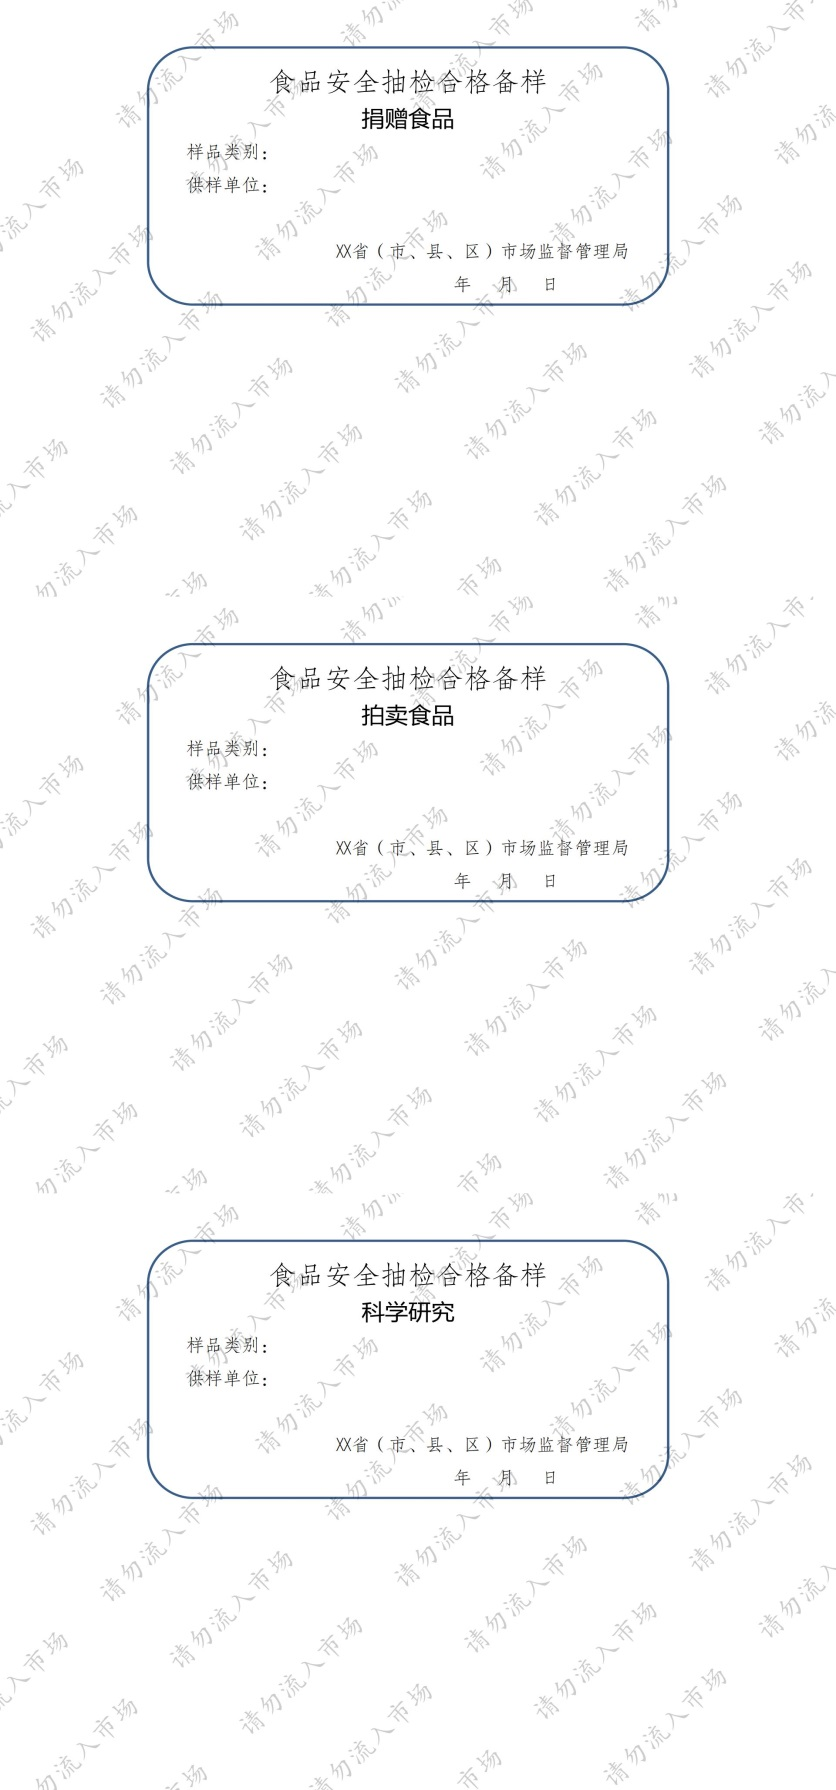 食品安全抽检合格备样
捐赠食品
样品类别：
供样单位：
XX省（市、县、区）市场监督管理局
年 月 日
食品安全抽检合格备样
拍卖食品
样品类别：
供样单位：
XX省（市、县、区）市场监督管理局
年 月 日
食品安全抽检合格备样
科学研究
样品类别：
供样单位：
XX省（市、县、区）市场监督管理局
年 月 日
请勿流入市场